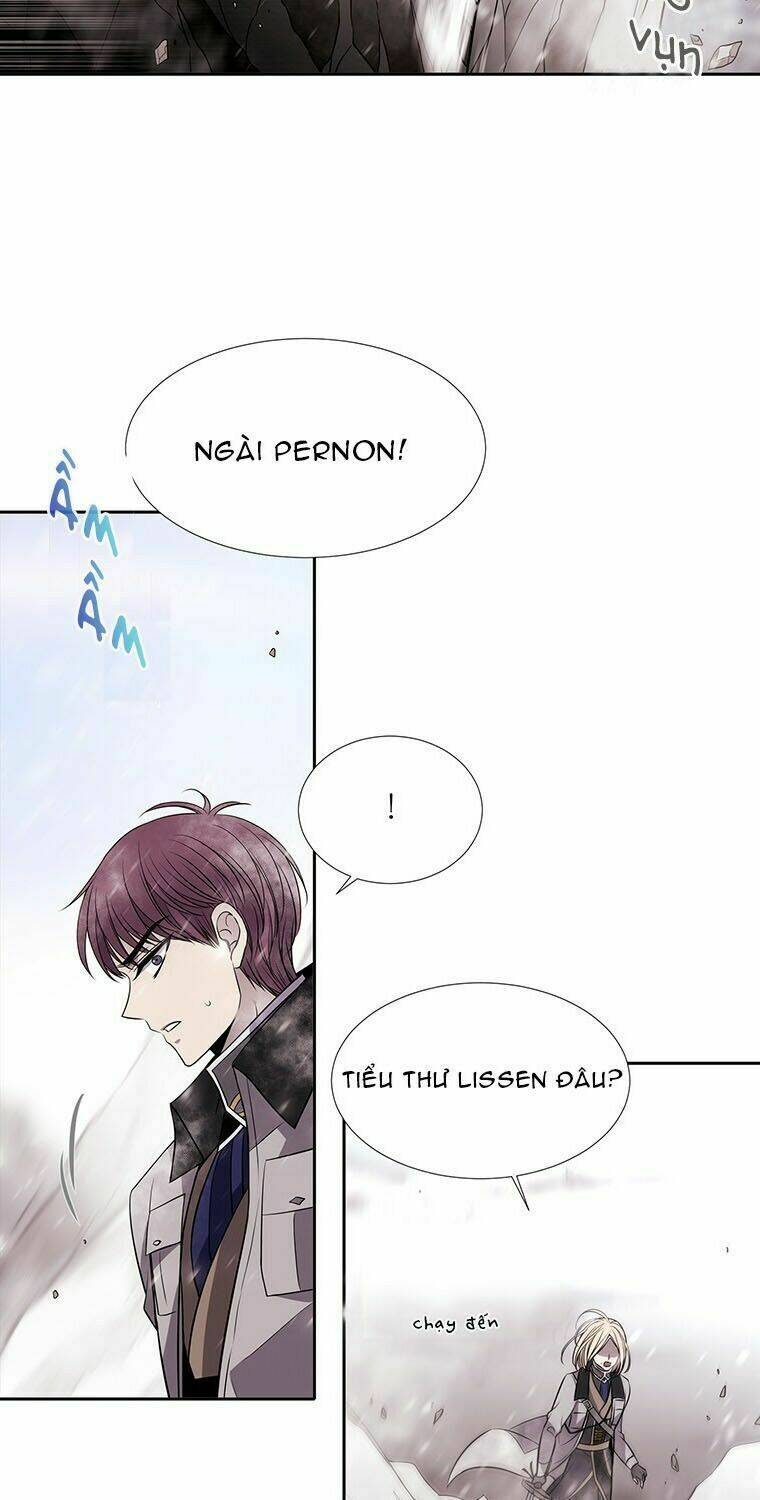 vụn
NGÀI PERNON!
ẦM
ẦM
!
TIỂU THƯ LISSEN ĐÂU?
chạy đến